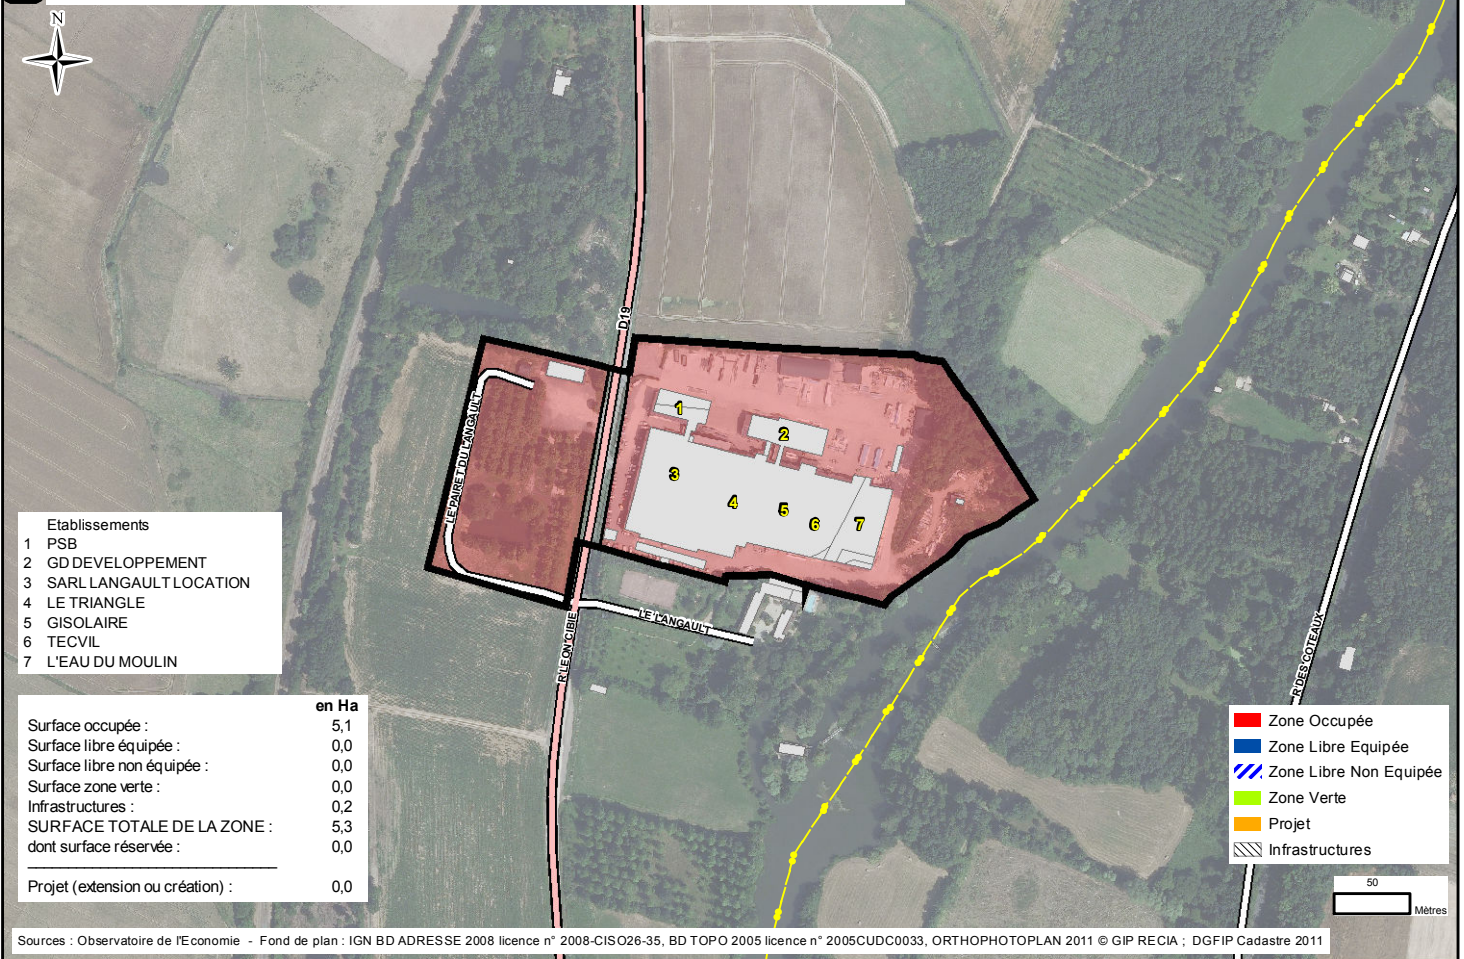 N
D19
LE PAIRET DU LANGAULT
1
2
3
4
5
6
7
LE LANGAULT
R LEON CIBIE
R DES COTEAUX
Etablissements
1 PSB
2 GD DEVELOPPEMENT
3 SARL LANGAULT LOCATION
4 LE TRIANGLE
5 GISOLAIRE
6 TECVIL
7 L'EAU DU MOULIN
en Ha
Surface occupée : 5,1
Surface libre équipée : 0,0
Surface libre non équipée : 0,0
Surface zone verte : 0,0
Infrastructures : 0,2
SURFACE TOTALE DE LA ZONE : 5,3
dont surface réservée : 0,0
Projet (extension ou création) : 0,0
Zone Occupée
Zone Libre Equipée
Zone Libre Non Equipée
Zone Verte
Projet
Infrastructures
50
Mètres
Sources : Observatoire de l'Economie - Fond de plan : IGN BD ADRESSE 2008 licence n° 2008-CISO26-35, BD TOPO 2005 licence n° 2005CUDC0033, ORTHOPHOTOPLAN 2011 © GIP RECIA ; DGFIP Cadastre 2011